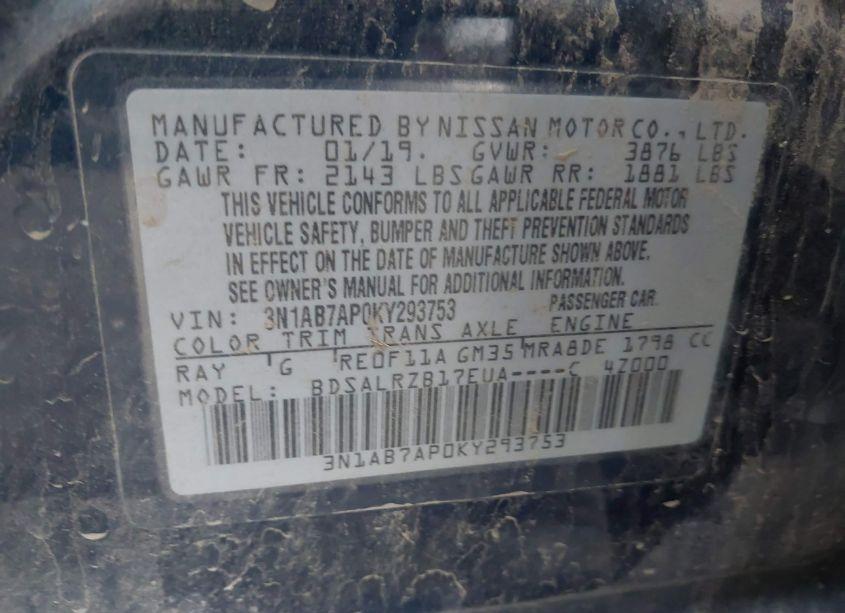 MANUFACTURED BY NISSAN MOTOR CO., LTD.
DATE: 01/19. GVWR: 3876 LBS
GAWR FR: 2143 LBS GAWR RR: 1881 LBS
THIS VEHICLE CONFORMS TO ALL APPLICABLE FEDERAL MOTOR
VEHICLE SAFETY, BUMPER AND THEFT PREVENTION STANDARDS
IN EFFECT ON THE DATE OF MANUFACTURE SHOWN ABOVE.
SEE OWNER'S MANUAL FOR ADDITIONAL INFORMATION.
VIN: 3N1AB7AP0KY293753 PASSENGER CAR
COLOR TRIM TRANS AXLE ENGINE
RAY G RE0F11A GM35 MRA8DE 1798 CC
MODEL: BDSALRZB17EUA----C 4Z000
3N1AB7AP0KY293753